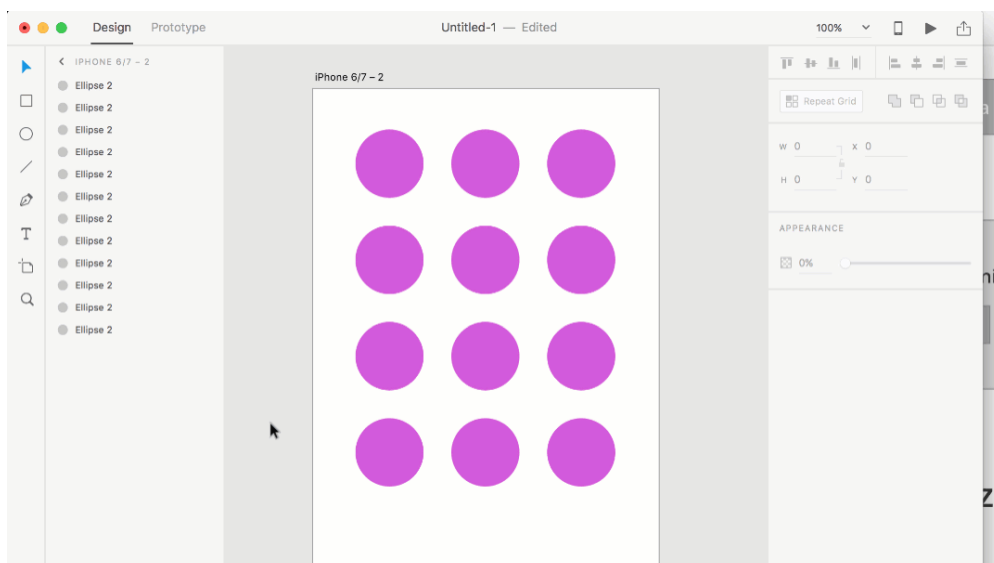 Design Prototype Untitled-1 — Edited 100%
IPHONE 6/7 – 2
Ellipse 2
Ellipse 2
Ellipse 2
Ellipse 2
Ellipse 2
Ellipse 2
Ellipse 2
Ellipse 2
Ellipse 2
Ellipse 2
Ellipse 2
Ellipse 2
T
iPhone 6/7 – 2
Repeat Grid
W 0 X 0
H 0 Y 0
APPEARANCE
0%
a
ni
Z